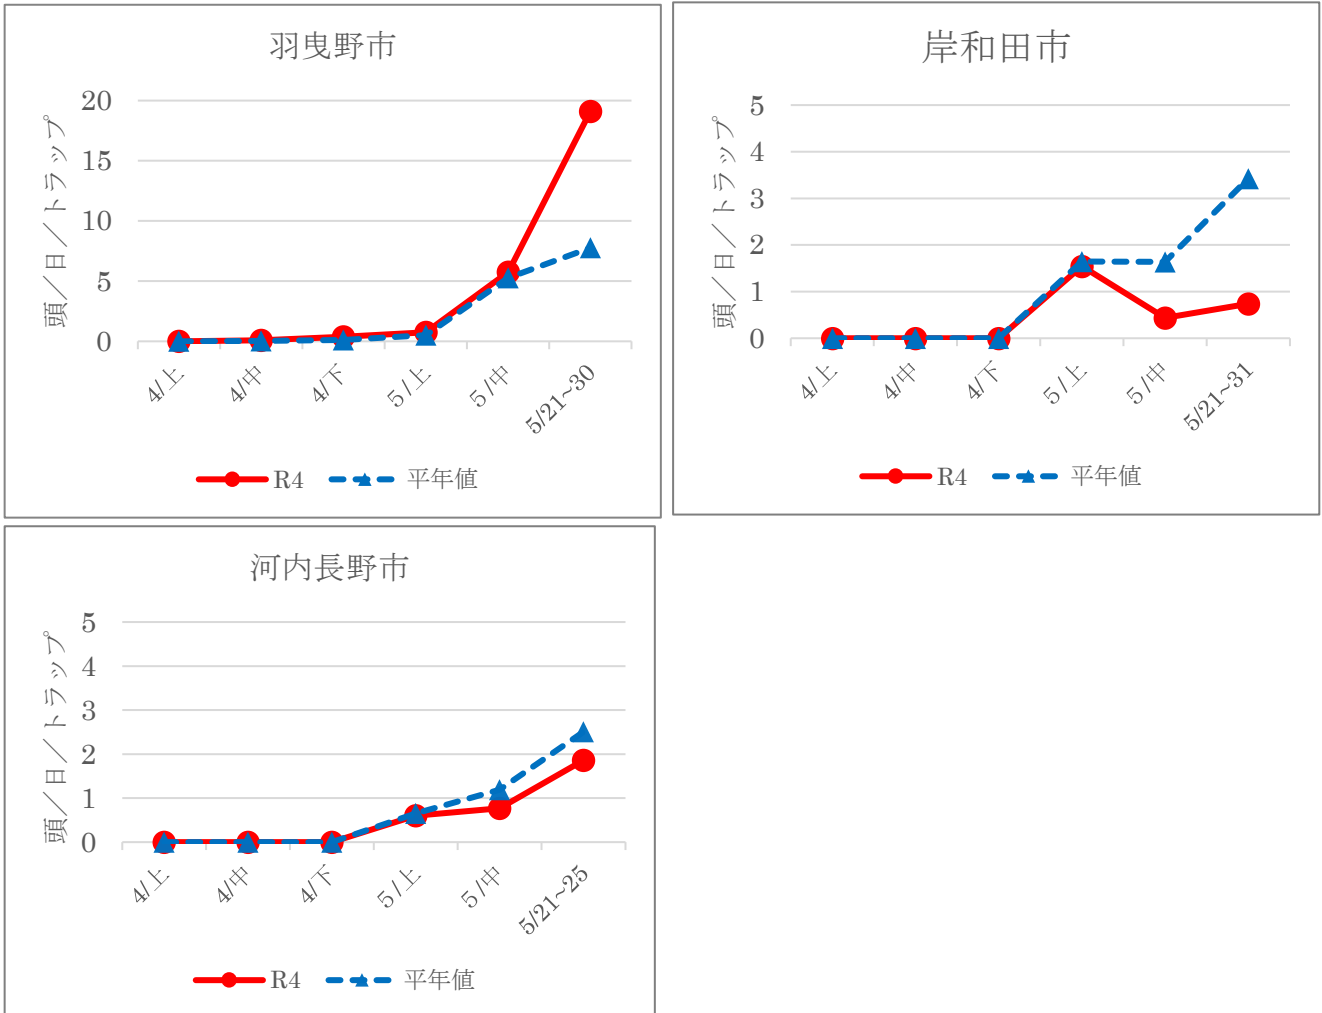 羽曳野市
頭／日／トラップ
20
15
10
5
0
4/上
4/中
4/下
5/上
5/中
5/21~30
R4
平年値
岸和田市
頭／日／トラップ
5
4
3
2
1
0
4/上
4/中
4/下
5/上
5/中
5/21~31
R4
平年値
河内長野市
頭／日／トラップ
5
4
3
2
1
0
4/上
4/中
4/下
5/上
5/中
5/21~25
R4
平年値